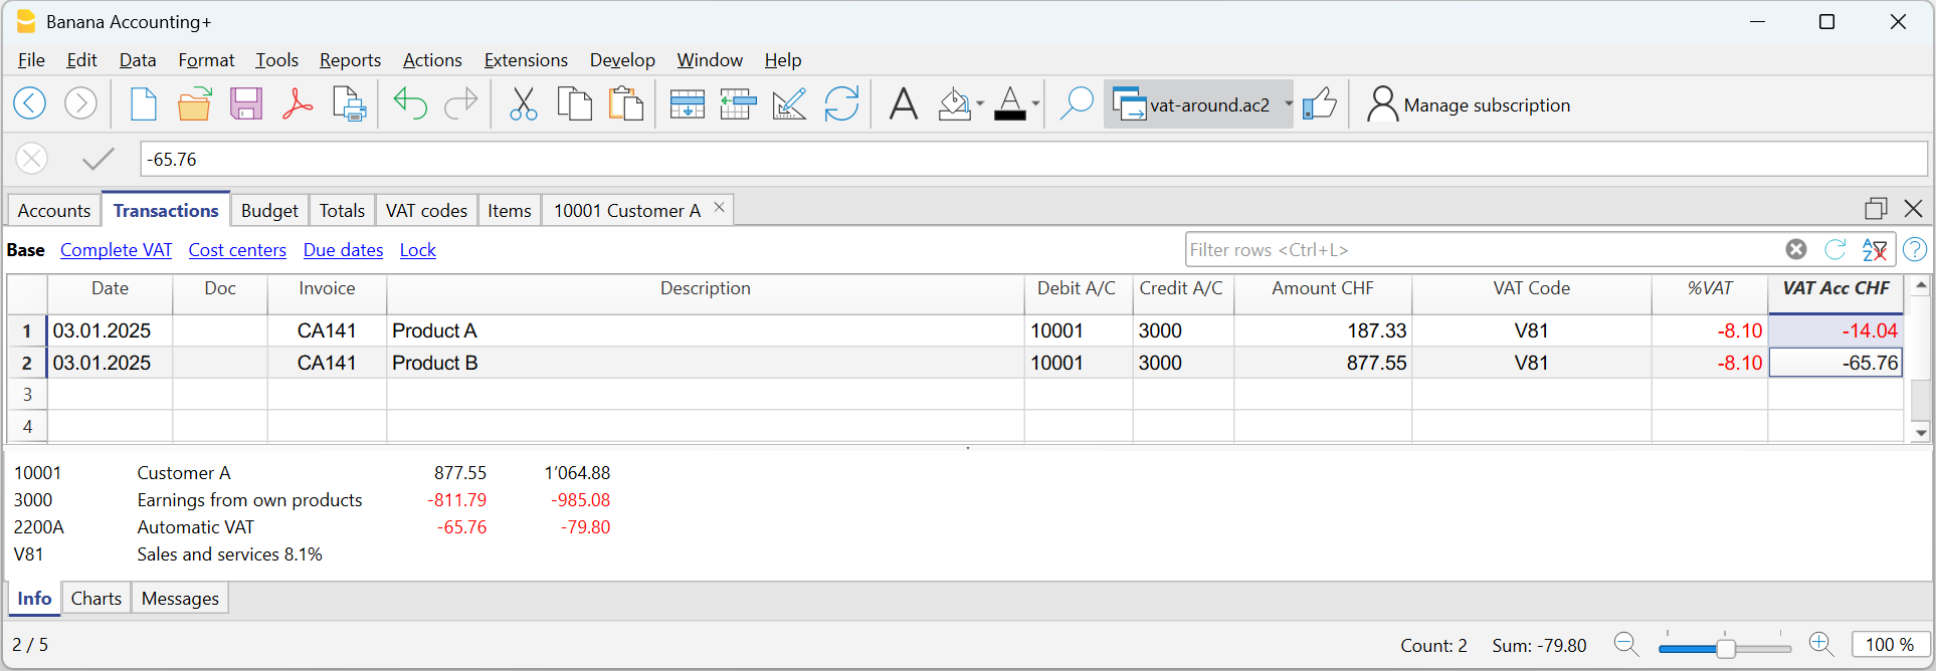 Banana Accounting+
File Edit Data Format Tools Reports Actions Extensions Develop Window Help
A A vat-around.ac2 Manage subscription
-65.76
Accounts Transactions Budget Totals VAT codes Items 10001 Customer A
Base Complete VAT Cost centers Due dates Lock Filter rows <Ctrl+L> AZ ?
Date Doc Invoice Description Debit A/C Credit A/C Amount CHF VAT Code %VAT VAT Acc CHF
1 03.01.2025 CA141 Product A 10001 3000 187.33 V81 -8.10 -14.04
2 03.01.2025 CA141 Product B 10001 3000 877.55 V81 -8.10 -65.76
3
4
10001 Customer A 877.55 1’064.88
3000 Earnings from own products -811.79 -985.08
2200A Automatic VAT -65.76 -79.80
V81 Sales and services 8.1%
Info Charts Messages
2 / 5 Count: 2 Sum: -79.80 100 %